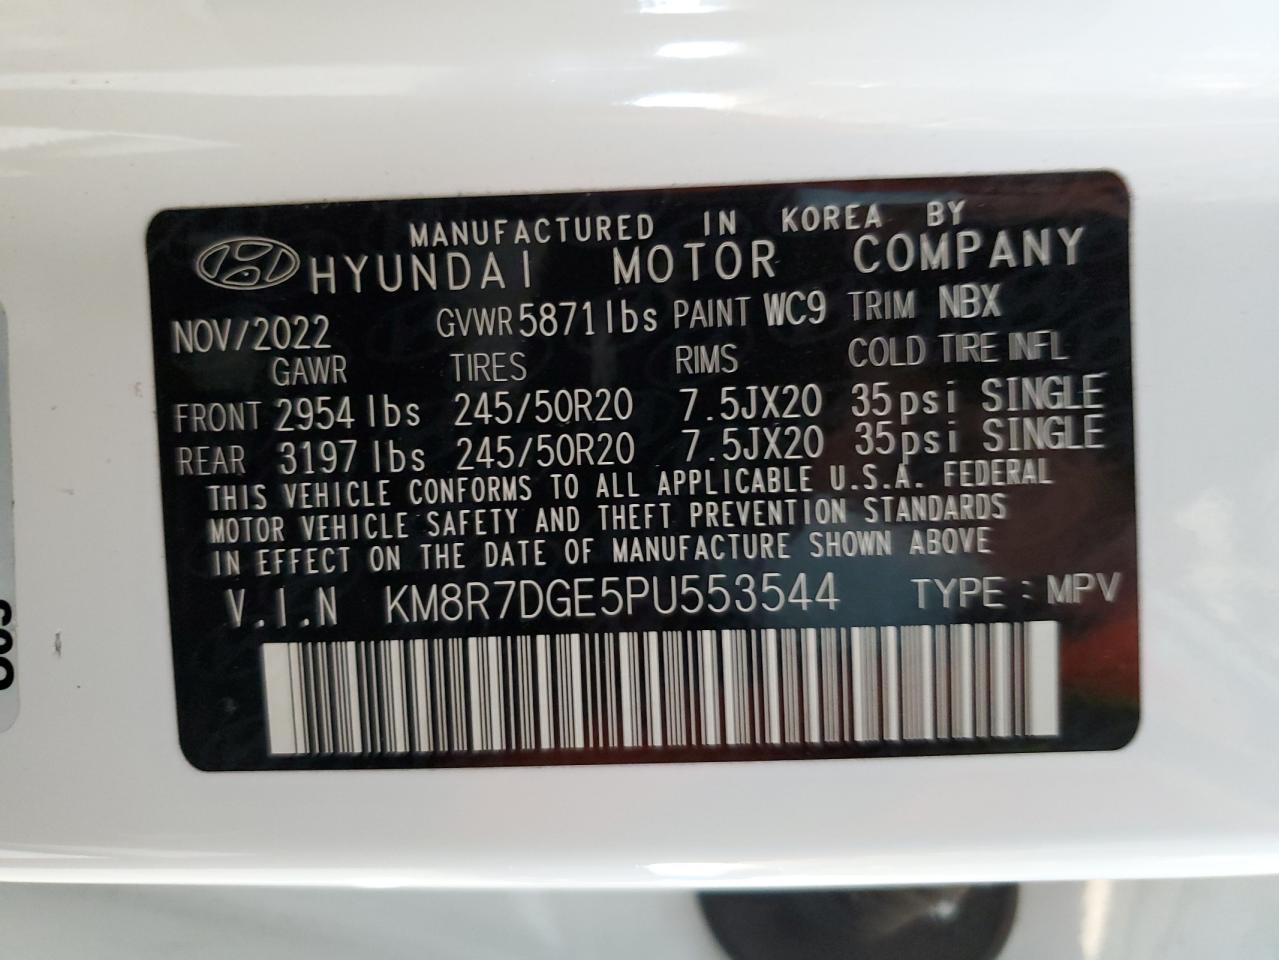 MANUFACTURED IN KOREA BY
HYUNDAI MOTOR COMPANY
NOV/2022 GVWR 5871lbs PAINT WC9 TRIM NBX
GAWR TIRES RIMS COLD TIRE INFL
FRONT 2954 lbs 245/50R20 7.5JX20 35psi SINGLE
REAR 3197 lbs 245/50R20 7.5JX20 35psi SINGLE
THIS VEHICLE CONFORMS TO ALL APPLICABLE U.S.A. FEDERAL
MOTOR VEHICLE SAFETY AND THEFT PREVENTION STANDARDS
IN EFFECT ON THE DATE OF MANUFACTURE SHOWN ABOVE
V.I.N KM8R7DGE5PU553544 TYPE : MPV